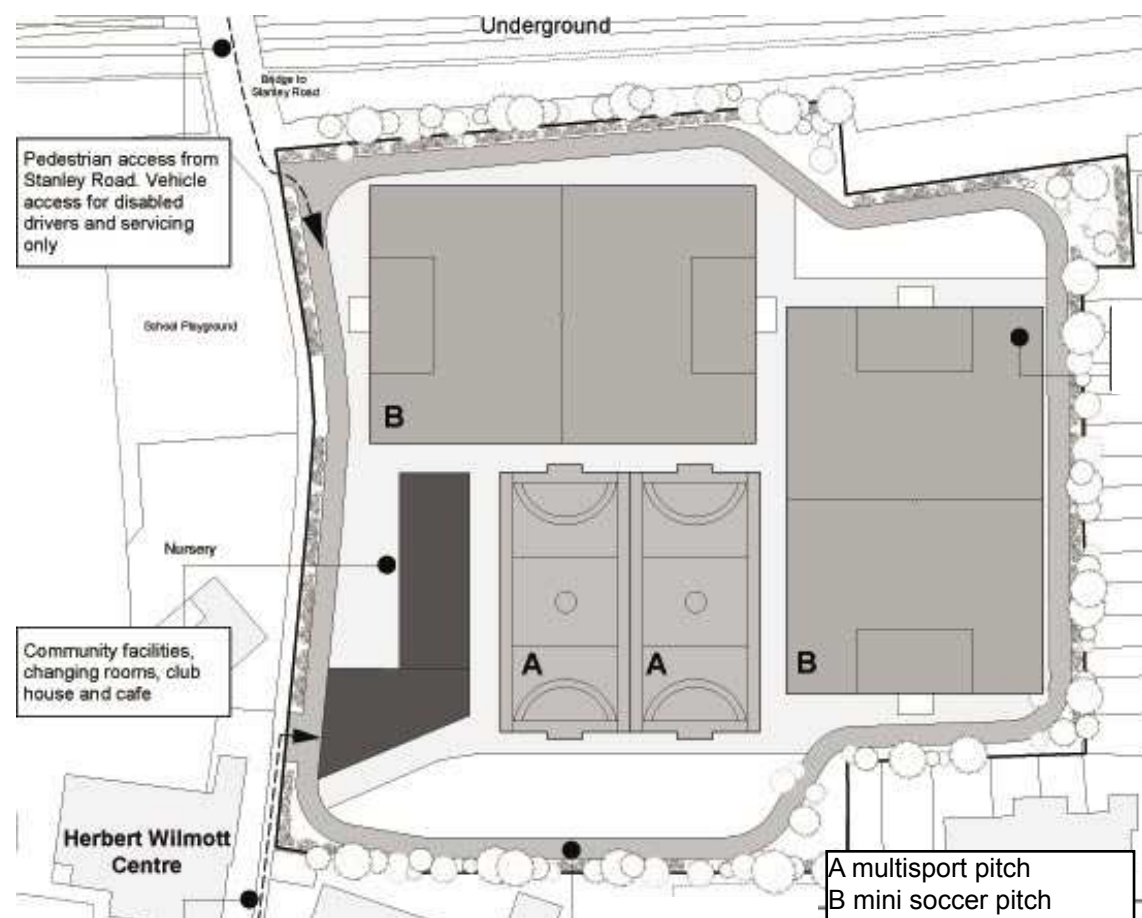 Underground
Bridge to
Stanley Road
Pedestrian access from
Stanley Road. Vehicle
access for disabled
drivers and servicing
only
School Playground
B
Nursery
A
A
B
Community facilities,
changing rooms, club
house and cafe
Herbert Wilmott
Centre
A multisport pitch
B mini soccer pitch